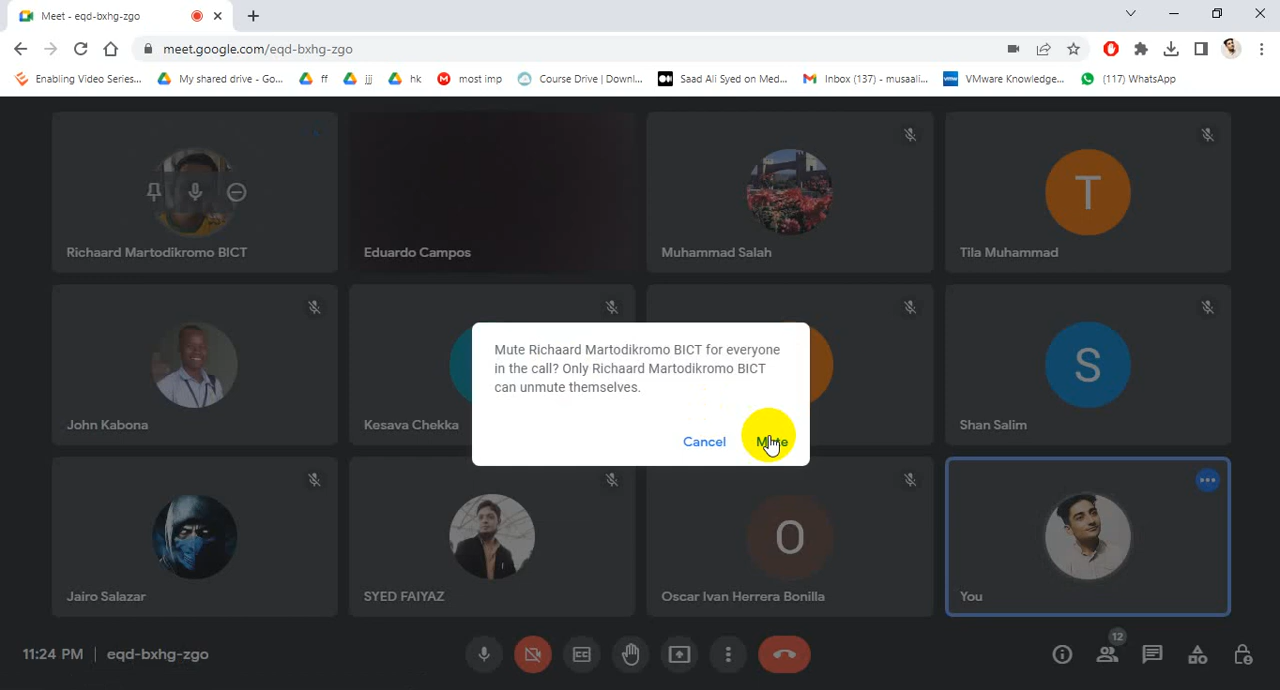 Meet - eqd-bxhg-zgo
meet.google.com/eqd-bxhg-zgo
Enabling Video Series... My shared drive - Go... ff jjj hk most imp Course Drive | Downl... Saad Ali Syed on Med... Inbox (137) - musaali... vmw VMware Knowledge... (117) WhatsApp
T
Richaard Martodikromo BICT Eduardo Campos Muhammad Salah Tila Muhammad
Mute Richaard Martodikromo BICT for everyone
in the call? Only Richaard Martodikromo BICT
can unmute themselves.
S
John Kabona Kesava Chekka Shan Salim
Cancel Mute
O
Jairo Salazar SYED FAIYAZ Oscar Ivan Herrera Bonilla You
12
11:24 PM | eqd-bxhg-zgo CC